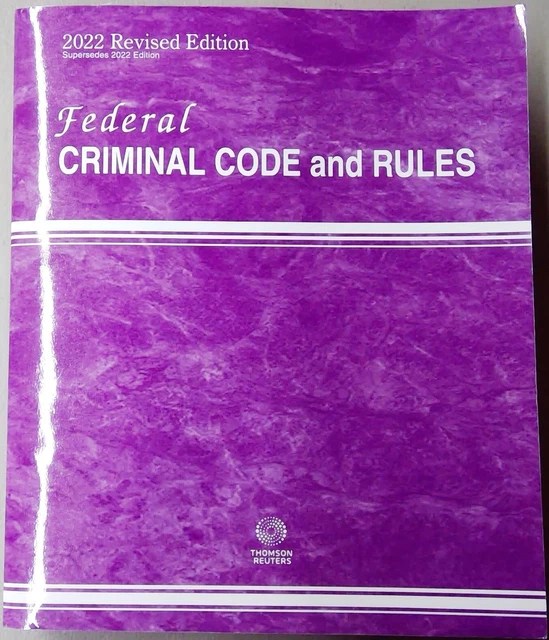 2022 Revised Edition
Supersedes 2022 Edition
Federal
CRIMINAL CODE and RULES
THOMSON
REUTERS